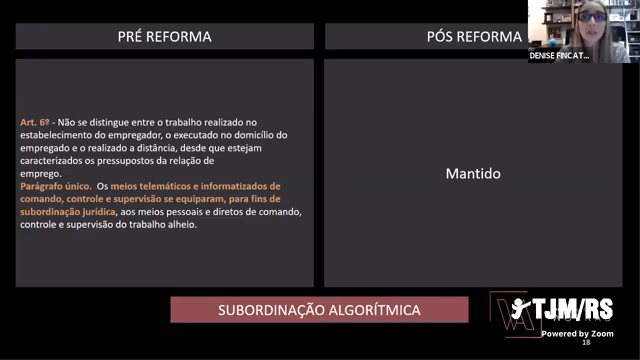 PRÉ REFORMA
PÓS REFORMA
DENISE FINCAT...
Art. 6º - Não se distingue entre o trabalho realizado no
estabelecimento do empregador, o executado no domicílio do
empregado e o realizado a distância, desde que estejam
caracterizados os pressupostos da relação de
emprego.
Parágrafo único. Os meios telemáticos e informatizados de
comando, controle e supervisão se equiparam, para fins de
subordinação jurídica, aos meios pessoais e diretos de comando,
controle e supervisão do trabalho alheio.
Mantido
SUBORDINAÇÃO ALGORÍTMICA
TJM/RS
Powered by Zoom
18